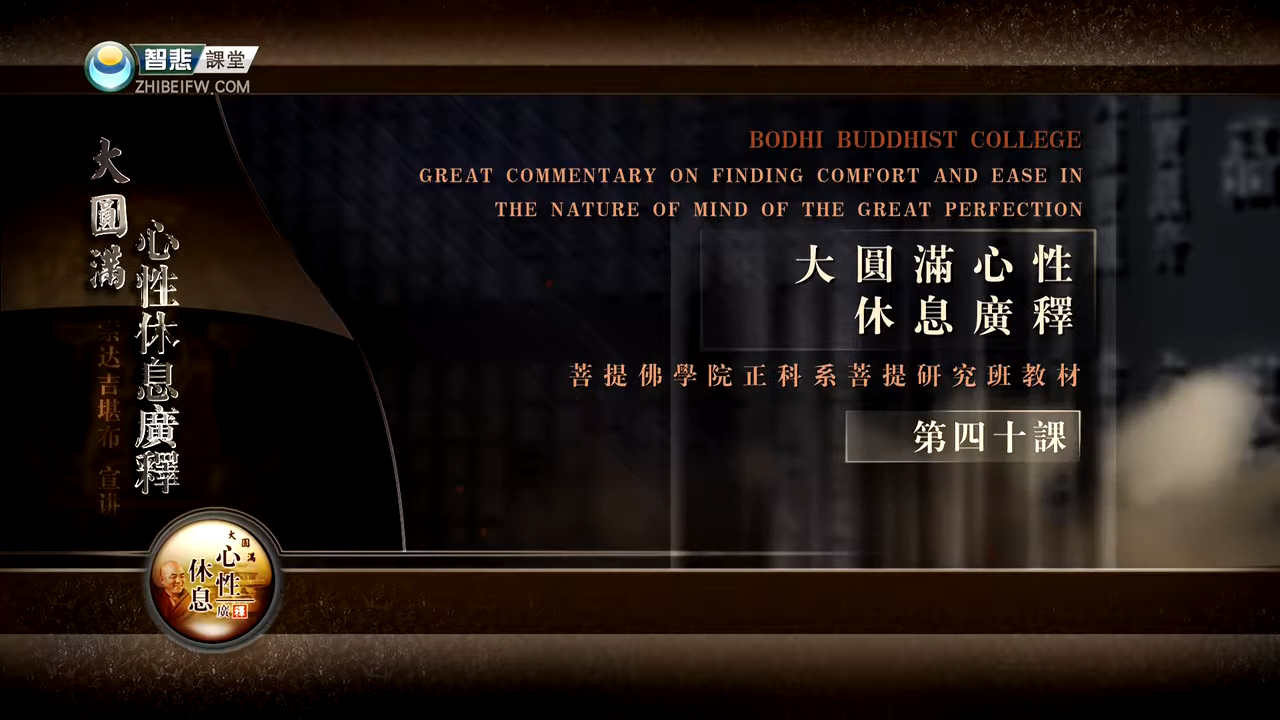 智悲課堂
ZHIBEIFW.COM
BODHI BUDDHIST COLLEGE
GREAT COMMENTARY ON FINDING COMFORT AND EASE IN
THE NATURE OF MIND OF THE GREAT PERFECTION
大圓滿心性
休息廣釋
菩提佛學院正科系菩提研究班教材
第四十課
大圓滿
心性休息廣釋
索达吉堪布 宣讲
大圓滿
心性
休息
廣釋